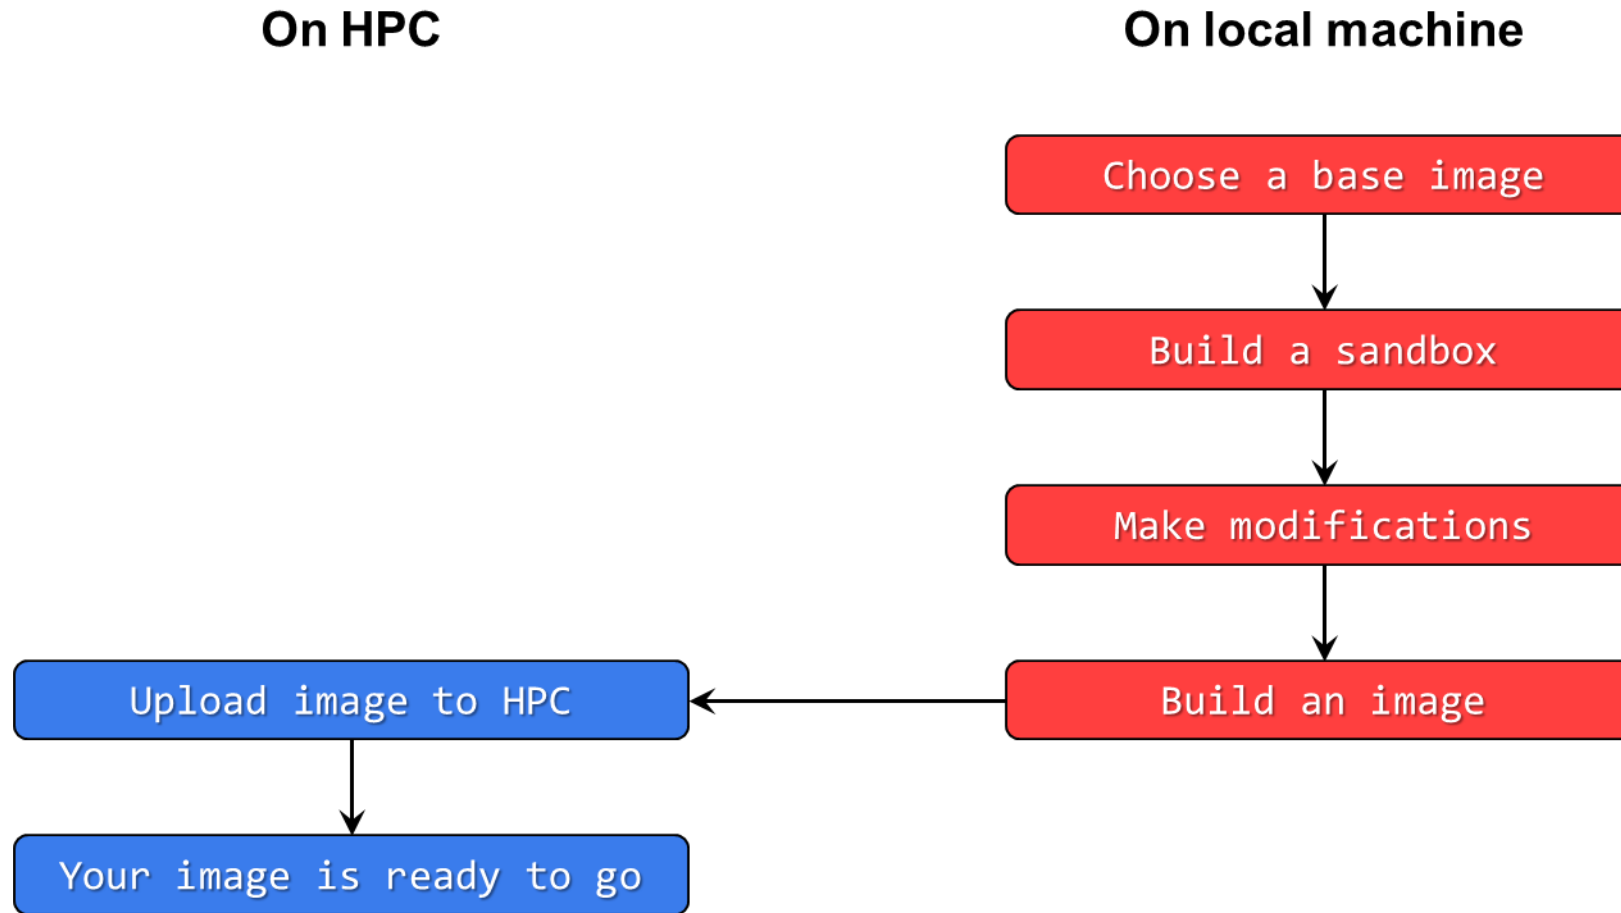 On HPC
On local machine
Choose a base image
Build a sandbox
Make modifications
Build an image
Upload image to HPC
Your image is ready to go